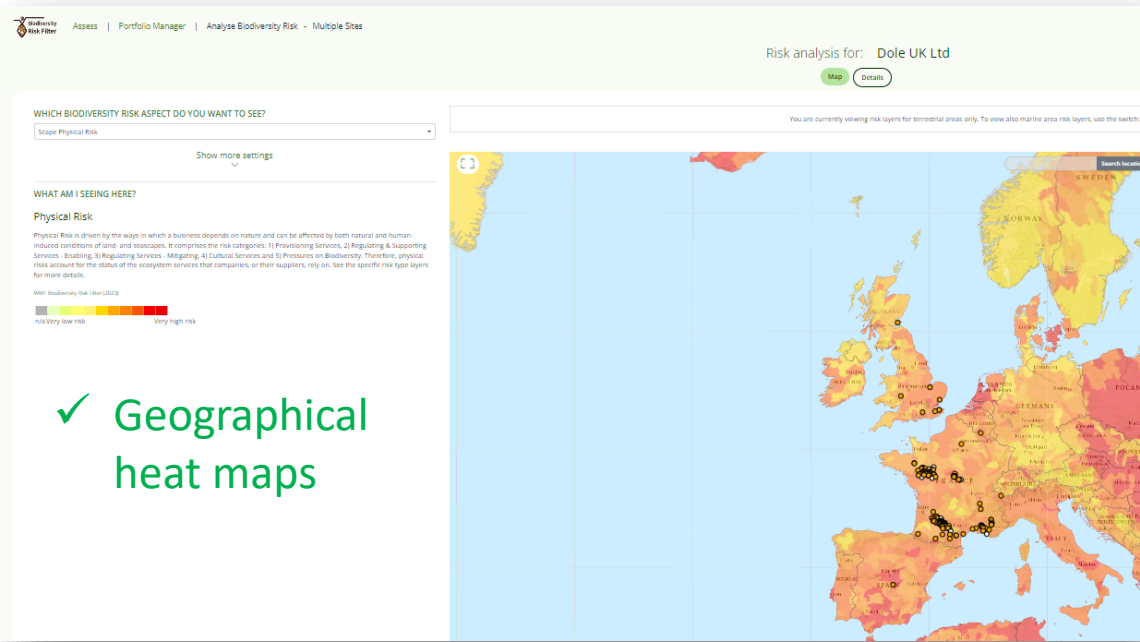 Biodiversity
Risk Filter
Assess | Portfolio Manager | Analyse Biodiversity Risk - Multiple Sites
Risk analysis for: Dole UK Ltd
Map Details
WHICH BIODIVERSITY RISK ASPECT DO YOU WANT TO SEE?
Scape Physical Risk
You are currently viewing risk layers for terrestrial areas only. To view also marine area risk layers, use the switch:
Show more settings
Search locatio
WHAT AM I SEEING HERE?
Physical Risk
Physical Risk is driven by the ways in which a business depends on nature and can be affected by both natural and human-
induced conditions of land- and seascapes. It comprises the risk categories: 1) Provisioning Services, 2) Regulating & Supporting
Services - Enabling, 3) Regulating Services - Mitigating, 4) Cultural Services and 5) Pressures on Biodiversity. Therefore, physical
risks account for the status of the ecosystem services that companies, or their suppliers, rely on. See the specific risk type layers
for more details.
WWF Biodiversity Risk Filter (2023)
n/a Very low risk Very high risk
SWEDEN
NORWAY
GERMANY
POLAN
FRANCE
ITALY
SPAIN
✓ Geographical
heat maps